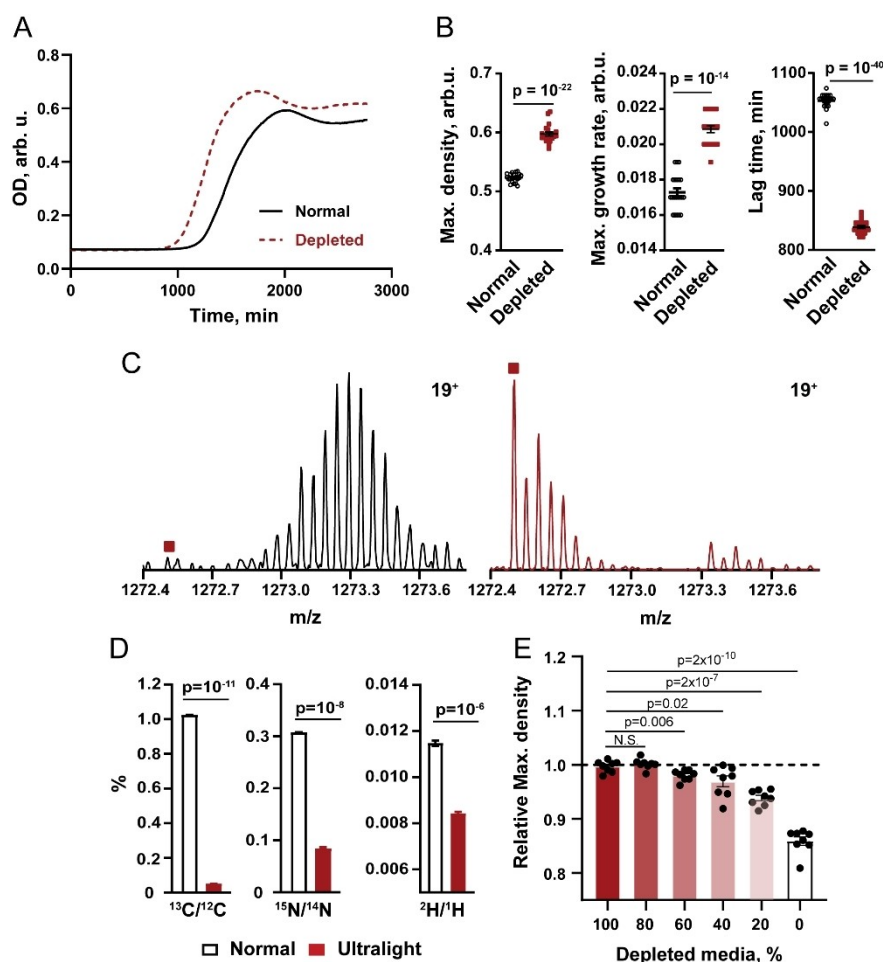 A
OD, arb. u.
0.8
0.6
0.4
0.2
0.0
Normal
Depleted
0
1000
2000
3000
Time, min
B
Max. density, arb.u.
0.7
0.6
0.5
0.4
p = 10-22
Normal
Depleted
Max. growth rate, arb.u.
0.024
0.022
0.020
0.018
0.016
0.014
p = 10-14
Normal
Depleted
Lag time, min
1100
1000
900
800
p = 10-40
Normal
Depleted
C
19+
1272.4
1272.7
1273.0
1273.3
1273.6
m/z
19+
1272.4
1272.7
1273.0
1273.3
1273.6
m/z
D
%
1.2
1.0
0.8
0.6
0.4
0.2
0
p=10-11
13C/12C
0.4
0.3
0.2
0.1
0
p=10-8
15N/14N
0.014
0.012
0.010
0.008
0.006
p=10-6
2H/1H
Normal
Ultralight
E
Relative Max. density
1.2
1.1
1.0
0.9
0.8
p=2x10-10
p=2x10-7
p=0.02
p=0.006
N.S.
100
80
60
40
20
0
Depleted media, %